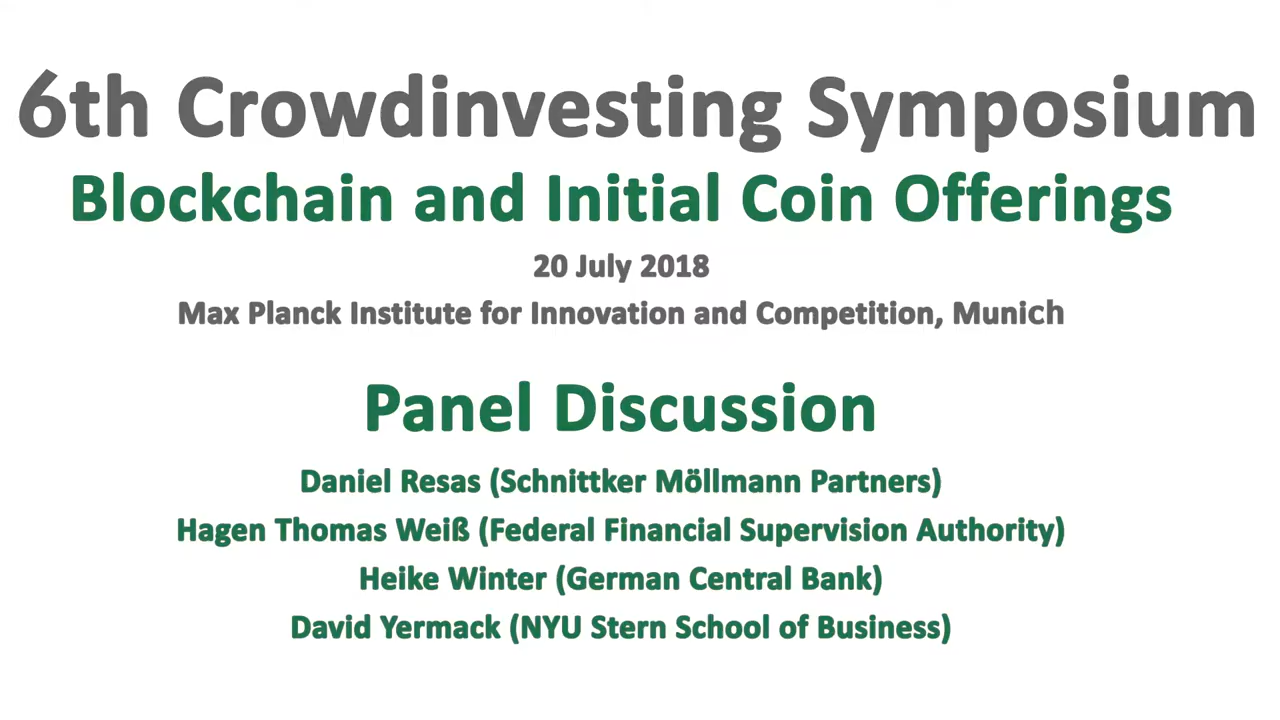 6th Crowdinvesting Symposium
Blockchain and Initial Coin Offerings
20 July 2018
Max Planck Institute for Innovation and Competition, Munich
Panel Discussion
Daniel Resas (Schnittker Möllmann Partners)
Hagen Thomas Weiß (Federal Financial Supervision Authority)
Heike Winter (German Central Bank)
David Yermack (NYU Stern School of Business)